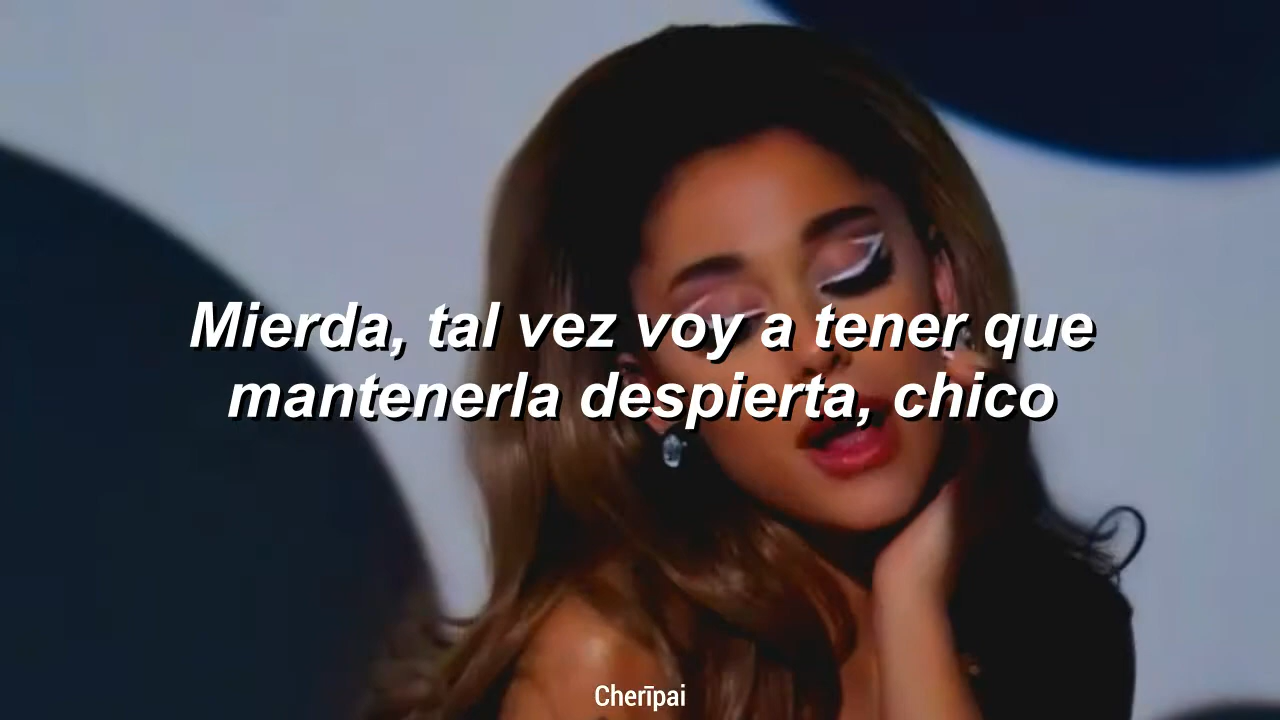 Mierda, tal vez voy a tener que
mantenerla despierta, chico
Cherīpai